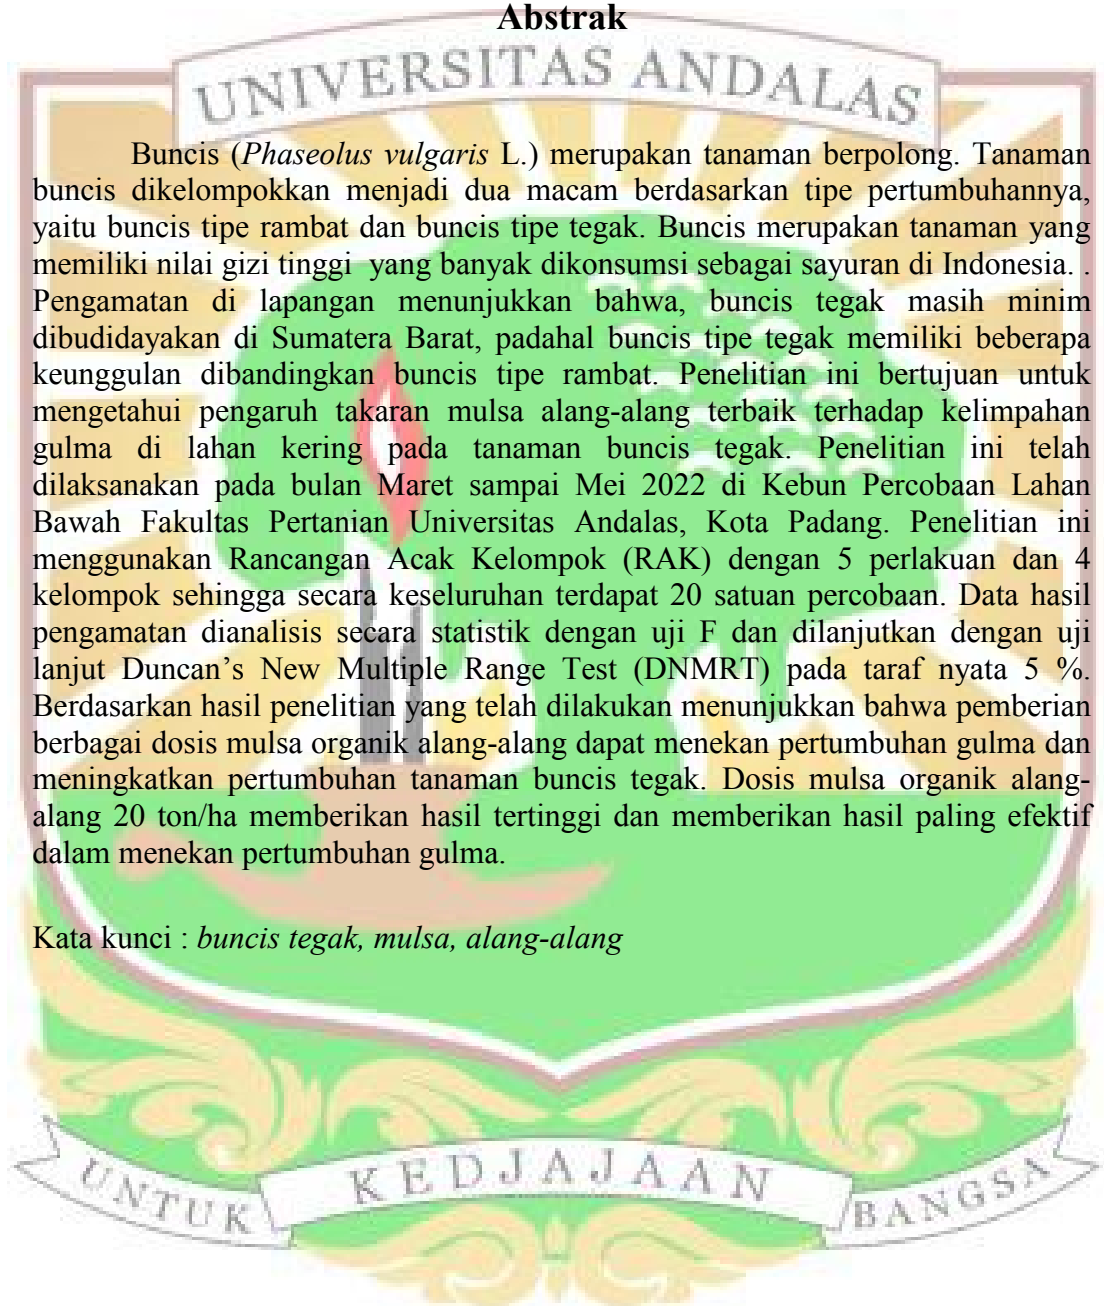 Abstrak
UNIVERSITAS ANDALAS
Buncis (Phaseolus vulgaris L.) merupakan tanaman berpolong. Tanaman
buncis dikelompokkan menjadi dua macam berdasarkan tipe pertumbuhannya,
yaitu buncis tipe rambat dan buncis tipe tegak. Buncis merupakan tanaman yang
memiliki nilai gizi tinggi  yang banyak dikonsumsi sebagai sayuran di Indonesia. .
Pengamatan di lapangan menunjukkan bahwa, buncis tegak masih minim
dibudidayakan di Sumatera Barat, padahal buncis tipe tegak memiliki beberapa
keunggulan dibandingkan buncis tipe rambat. Penelitian ini bertujuan untuk
mengetahui pengaruh takaran mulsa alang-alang terbaik terhadap kelimpahan
gulma di lahan kering pada tanaman buncis tegak. Penelitian ini telah
dilaksanakan pada bulan Maret sampai Mei 2022 di Kebun Percobaan Lahan
Bawah Fakultas Pertanian Universitas Andalas, Kota Padang. Penelitian ini
menggunakan Rancangan Acak Kelompok (RAK) dengan 5 perlakuan dan 4
kelompok sehingga secara keseluruhan terdapat 20 satuan percobaan. Data hasil
pengamatan dianalisis secara statistik dengan uji F dan dilanjutkan dengan uji
lanjut Duncan’s New Multiple Range Test (DNMRT) pada taraf nyata 5 %.
Berdasarkan hasil penelitian yang telah dilakukan menunjukkan bahwa pemberian
berbagai dosis mulsa organik alang-alang dapat menekan pertumbuhan gulma dan
meningkatkan pertumbuhan tanaman buncis tegak. Dosis mulsa organik alang-
alang 20 ton/ha memberikan hasil tertinggi dan memberikan hasil paling efektif
dalam menekan pertumbuhan gulma.
Kata kunci : buncis tegak, mulsa, alang-alang
UNTUK KEDJAJAAN BANGSA